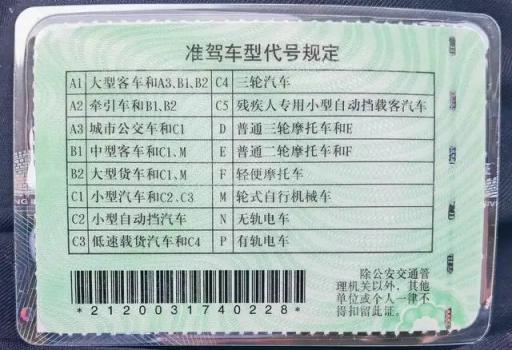 准驾车型代号规定
A1 大型客车和A3、B1、B2 C4 三轮汽车
A2 牵引车和B1、B2 C5 残疾人专用小型自动挡载客汽车
A3 城市公交车和C1 D 普通三轮摩托车和E
B1 中型客车和C1、M E 普通二轮摩托车和F
B2 大型货车和C1、M F 轻便摩托车
C1 小型汽车和C2、C3 M 轮式自行机械车
C2 小型自动挡汽车 N 无轨电车
C3 低速载货汽车和C4 P 有轨电车
*2120031740228*
除公安交通管
理机关以外，其他
单位或个人一律不
得扣留此证。